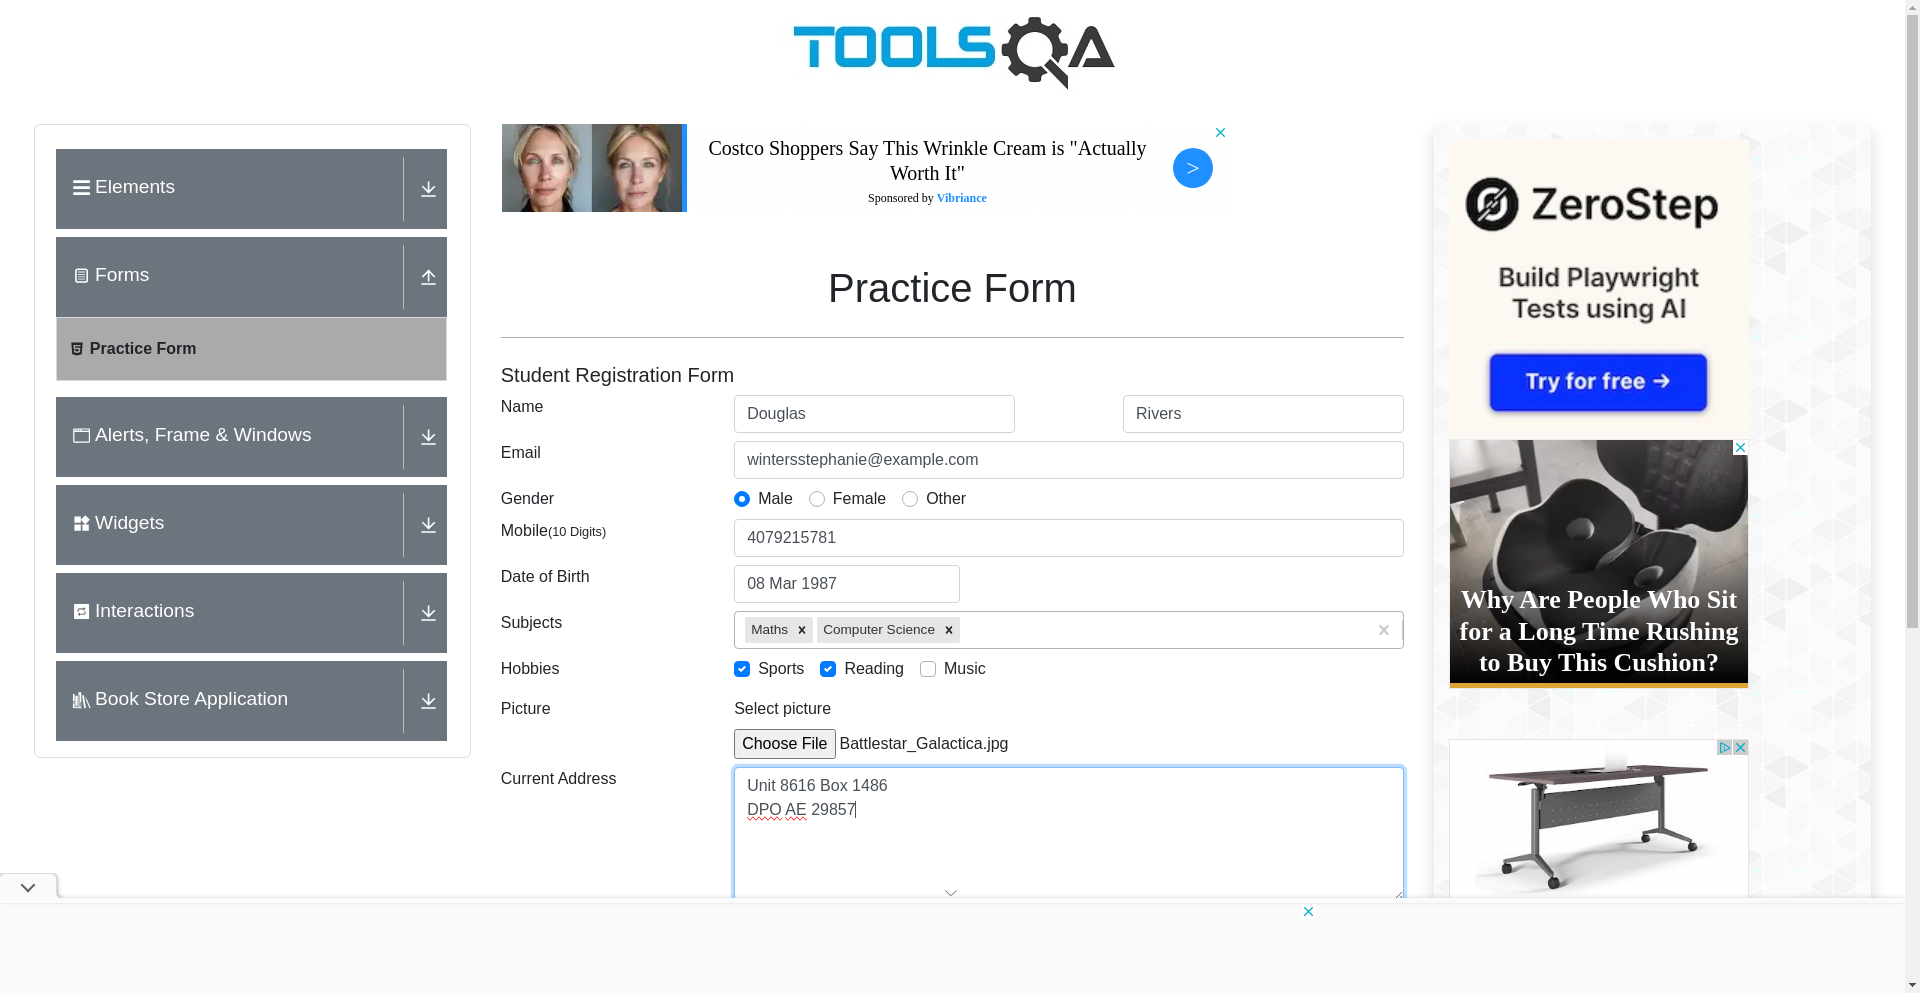 TOOLSQA
Elements
Forms
Practice Form
Alerts, Frame & Windows
Widgets
Interactions
Book Store Application
Costco Shoppers Say This Wrinkle Cream is "Actually
Worth It"
Sponsored by Vibriance
>
Practice Form
Student Registration Form
Name
Douglas
Rivers
Email
wintersstephanie@example.com
Gender
Male
Female
Other
Mobile(10 Digits)
4079215781
Date of Birth
08 Mar 1987
Subjects
Maths
Computer Science
Hobbies
Sports
Reading
Music
Picture
Select picture
Choose File Battlestar_Galactica.jpg
Current Address
Unit 8616 Box 1486
DPO AE 29857
ZeroStep
Build Playwright
Tests using AI
Try for free →
Why Are People Who Sit
for a Long Time Rushing
to Buy This Cushion?